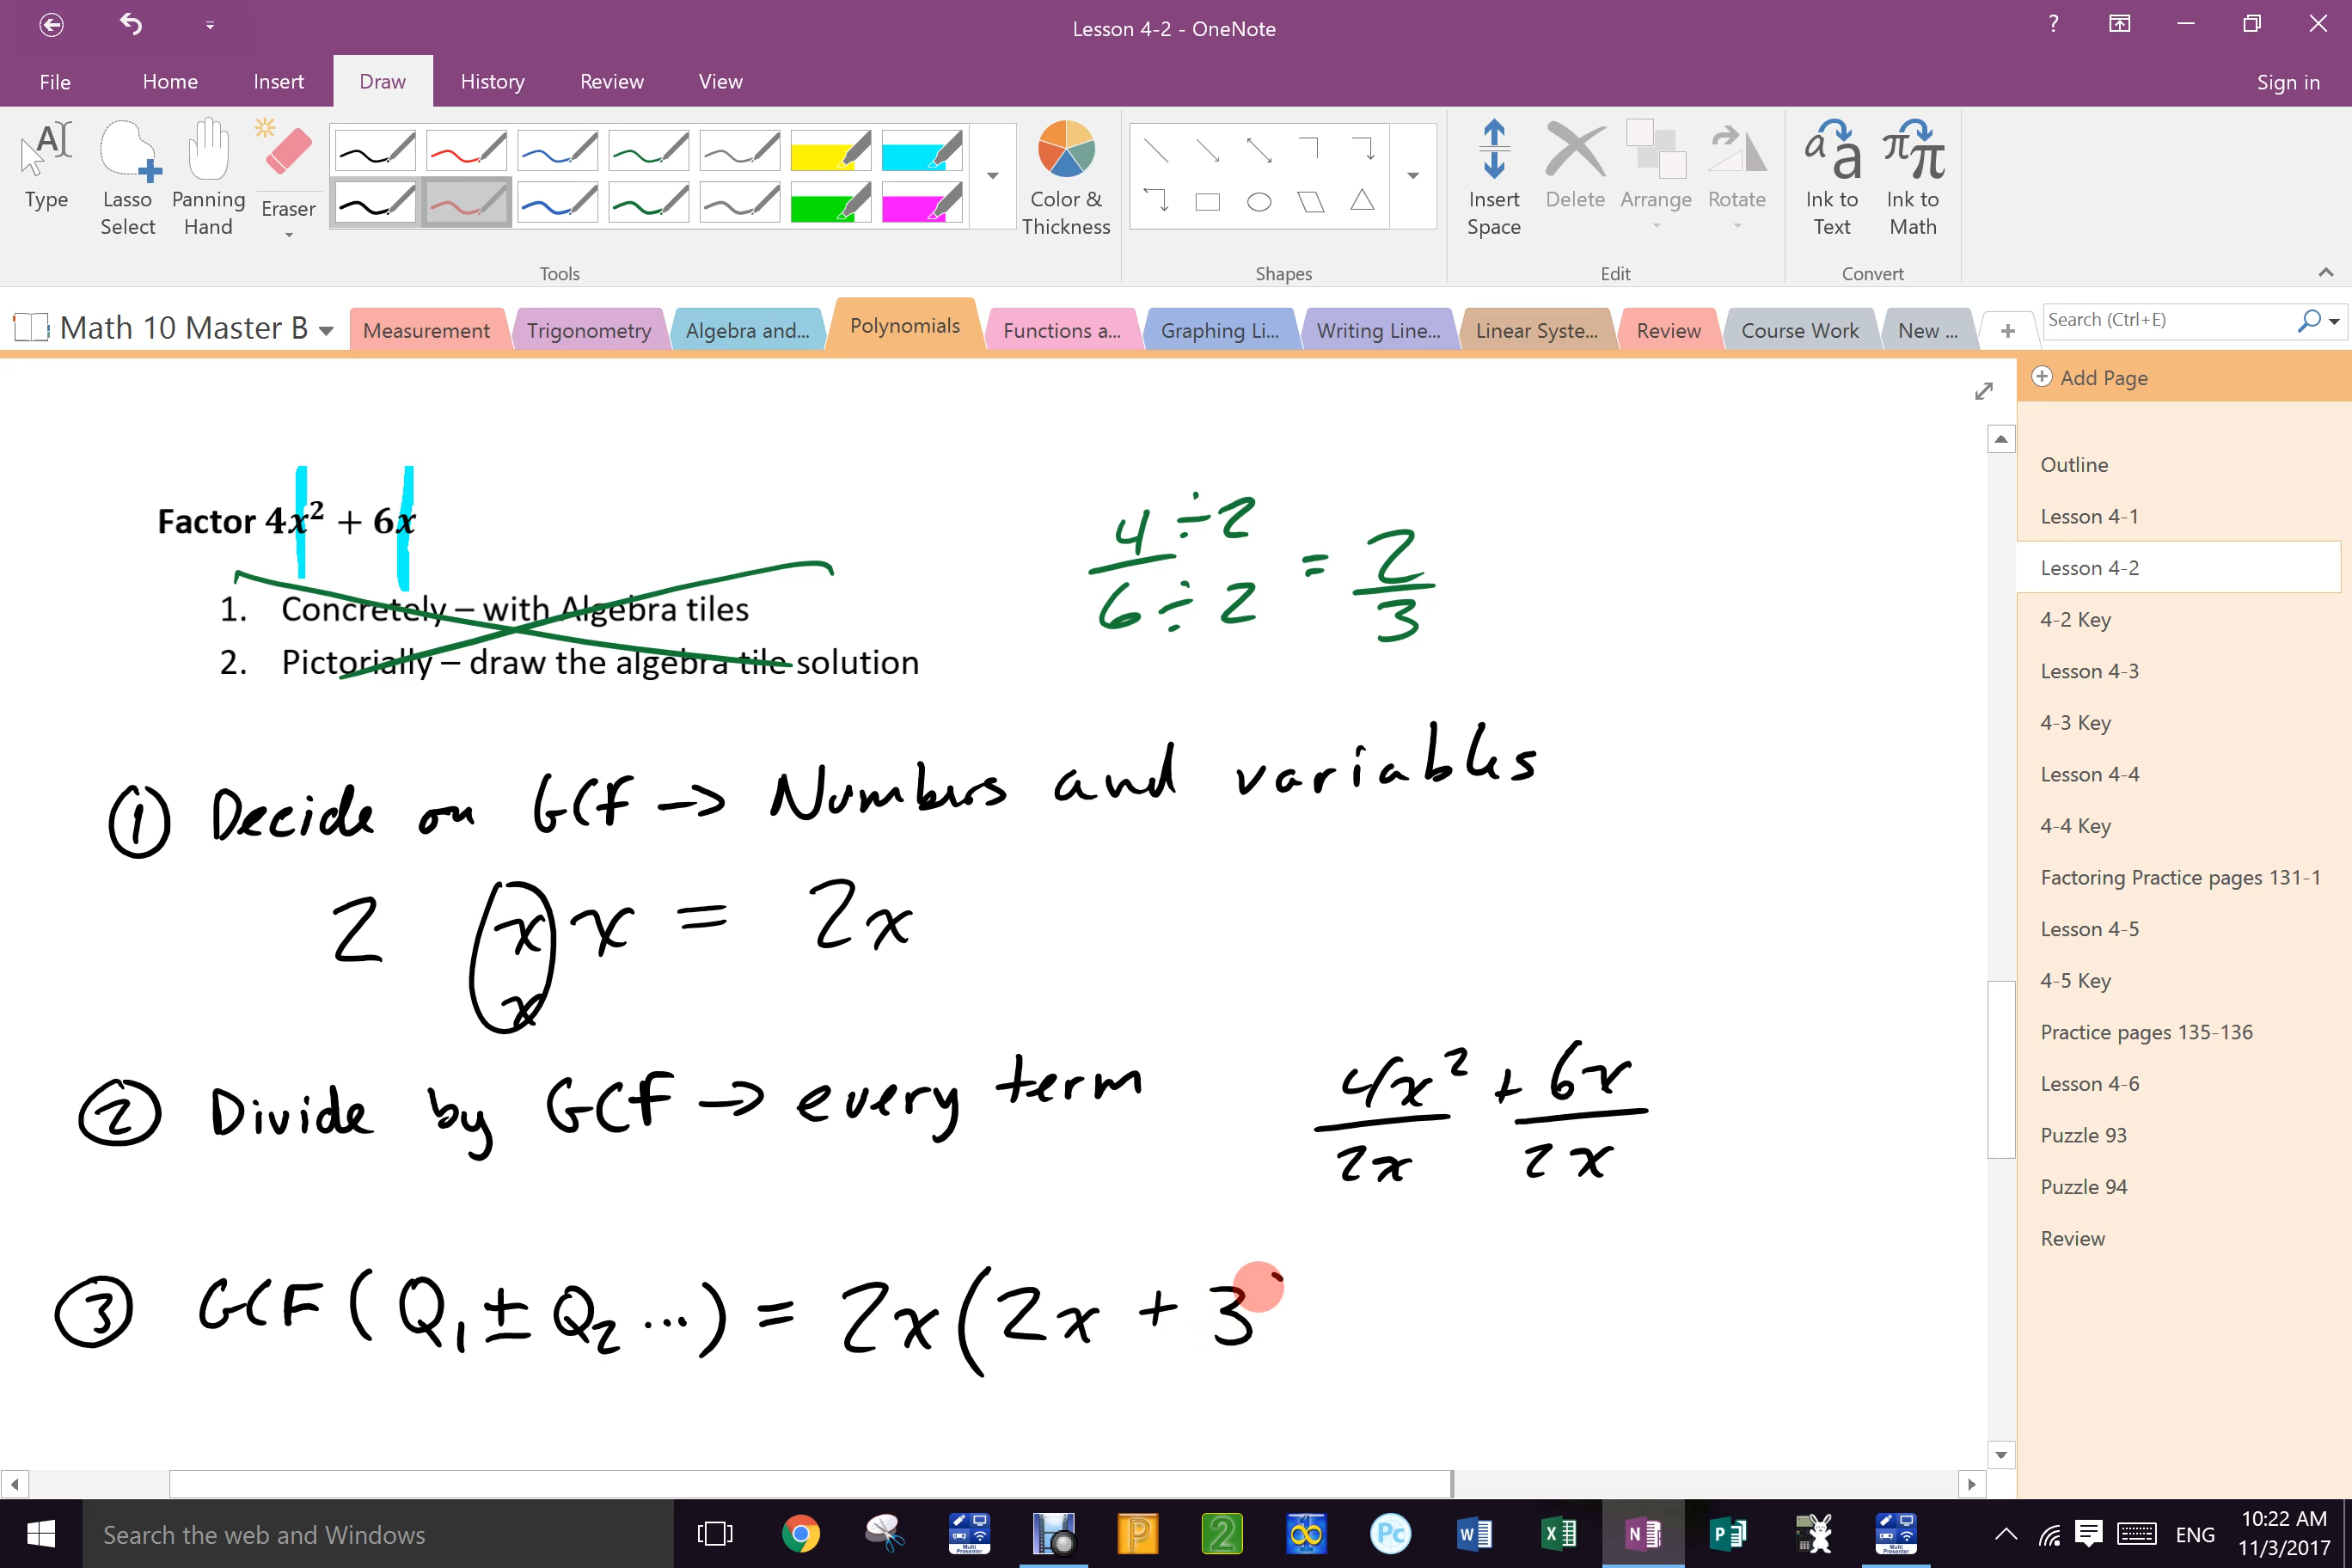 Lesson 4-2 - OneNote
?
File Home Insert Draw History Review View Sign in
Type
Lasso Select
Panning Hand
Eraser
Color & Thickness
Insert Space
Delete
Arrange
Rotate
Ink to Text
Ink to Math
Tools Shapes Edit Convert
Math 10 Master B Measurement Trigonometry Algebra and... Polynomials Functions a... Graphing Li... Writing Line... Linear Syste... Review Course Work New ... + Search (Ctrl+E)
Factor 4x² + 6x
1. Concretely – with Algebra tiles
2. Pictorially – draw the algebra tile solution
4 ÷ 2 / 6 ÷ 2 = 2/3
① Decide on GCF → Numbers and variables
2 x x = 2x
x
② Divide by GCF → every term
4x²/2x + 6x/2x
③ GCF (Q₁ ± Q₂ ...) = 2x(2x + 3
Add Page
Outline
Lesson 4-1
Lesson 4-2
4-2 Key
Lesson 4-3
4-3 Key
Lesson 4-4
4-4 Key
Factoring Practice pages 131-1
Lesson 4-5
4-5 Key
Practice pages 135-136
Lesson 4-6
Puzzle 93
Puzzle 94
Review
Search the web and Windows
ENG
10:22 AM
11/3/2017